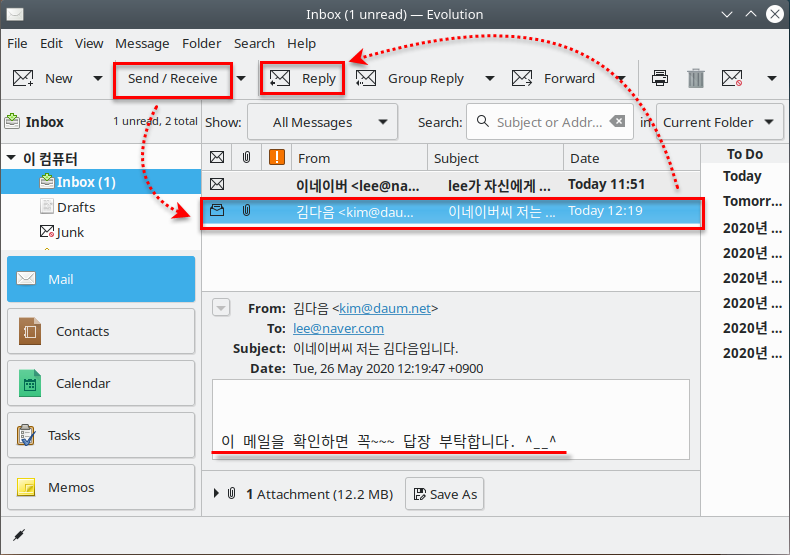 Inbox (1 unread) — Evolution
File Edit View Message Folder Search Help
New Send / Receive Reply Group Reply Forward
Inbox 1 unread, 2 total Show: All Messages Search: Subject or Addr... in Current Folder
이 컴퓨터
Inbox (1)
Drafts
Junk
Mail
Contacts
Calendar
Tasks
Memos
From Subject Date
이네이버 <lee@na... lee가 자신에게 ... Today 11:51
김다음 <kim@dau... 이네이버씨 저는 ... Today 12:19
From: 김다음 <kim@daum.net>
To: lee@naver.com
Subject: 이네이버씨 저는 김다음입니다.
Date: Tue, 26 May 2020 12:19:47 +0900
이 메일을 확인하면 꼭~~~ 답장 부탁합니다. ^__^
1 Attachment (12.2 MB) Save As
To Do
Today
Tomorr...
2020년 ...
2020년 ...
2020년 ...
2020년 ...
2020년 ...
2020년 ...